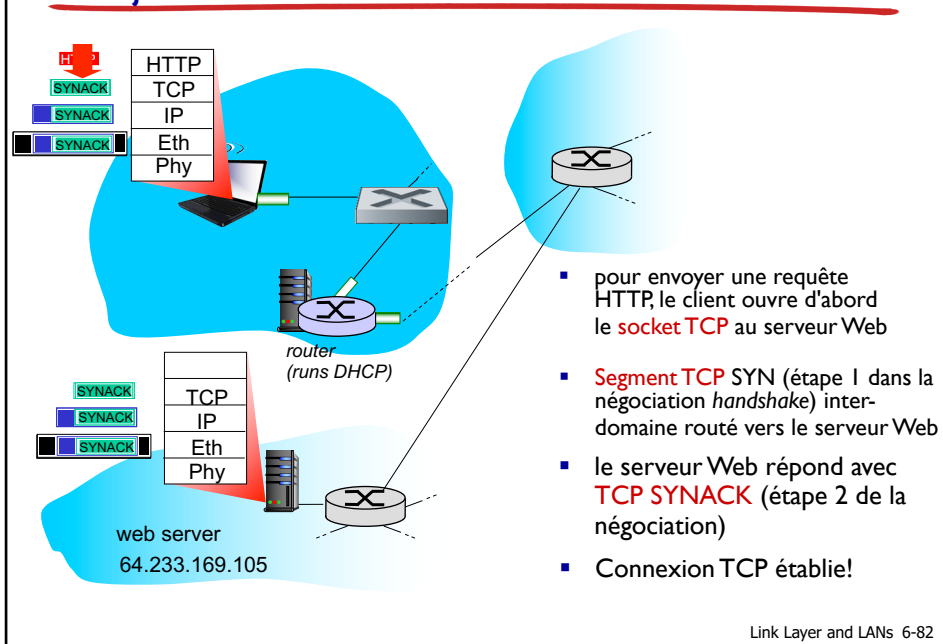 HTTP
SYNACK
SYNACK
SYNACK
HTTP
TCP
IP
Eth
Phy
router
(runs DHCP)
SYNACK
SYNACK
SYNACK
TCP
IP
Eth
Phy
web server
64.233.169.105
▪ pour envoyer une requête
HTTP, le client ouvre d'abord
le socket TCP au serveur Web
▪ Segment TCP SYN (étape 1 dans la
négociation handshake) inter-
domaine routé vers le serveur Web
▪ le serveur Web répond avec
TCP SYNACK (étape 2 de la
négociation)
▪ Connexion TCP établie!
Link Layer and LANs 6-82